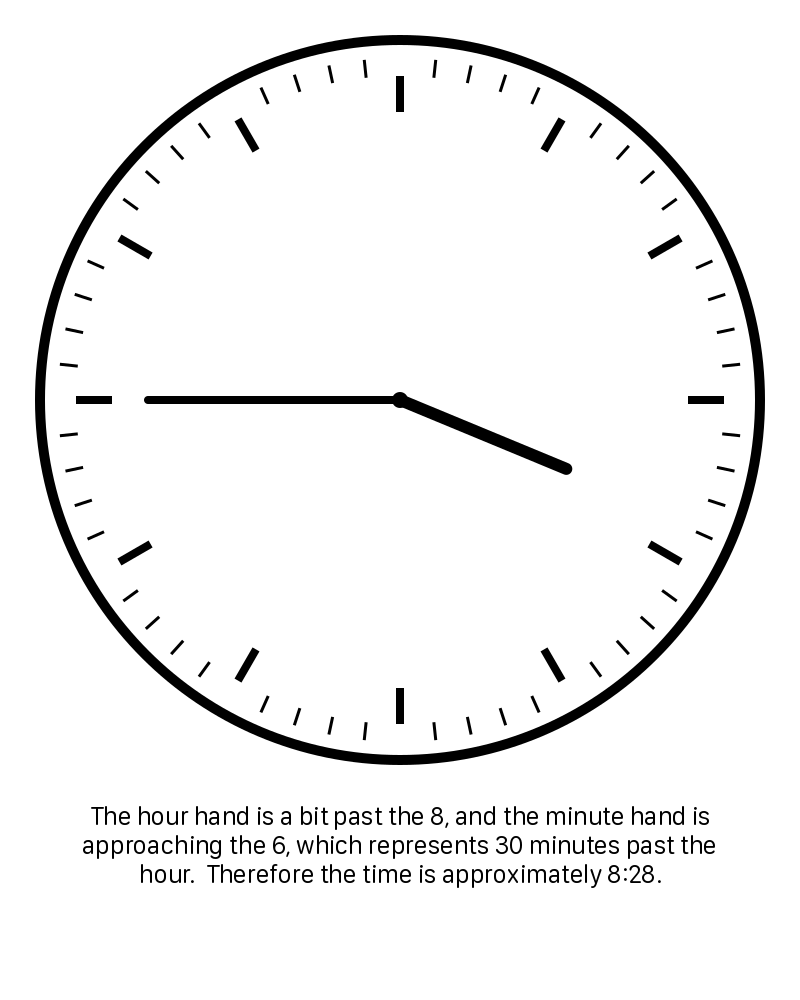 The hour hand is a bit past the 8, and the minute hand is
approaching the 6, which represents 30 minutes past the
hour.  Therefore the time is approximately 8:28.